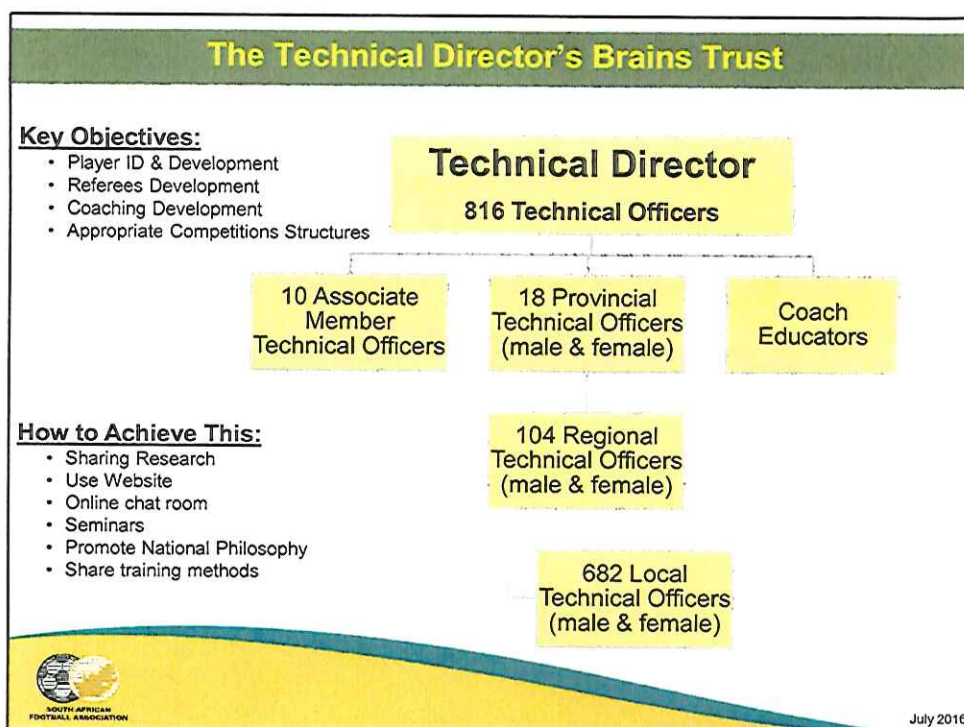 The Technical Director's Brains Trust
Key Objectives:
• Player ID & Development
• Referees Development
• Coaching Development
• Appropriate Competitions Structures
Technical Director
816 Technical Officers
10 Associate
Member
Technical Officers
18 Provincial
Technical Officers
(male & female)
Coach
Educators
How to Achieve This:
• Sharing Research
• Use Website
• Online chat room
• Seminars
• Promote National Philosophy
• Share training methods
104 Regional
Technical Officers
(male & female)
682 Local
Technical Officers
(male & female)
SOUTH AFRICAN
FOOTBALL ASSOCIATION
July 2010